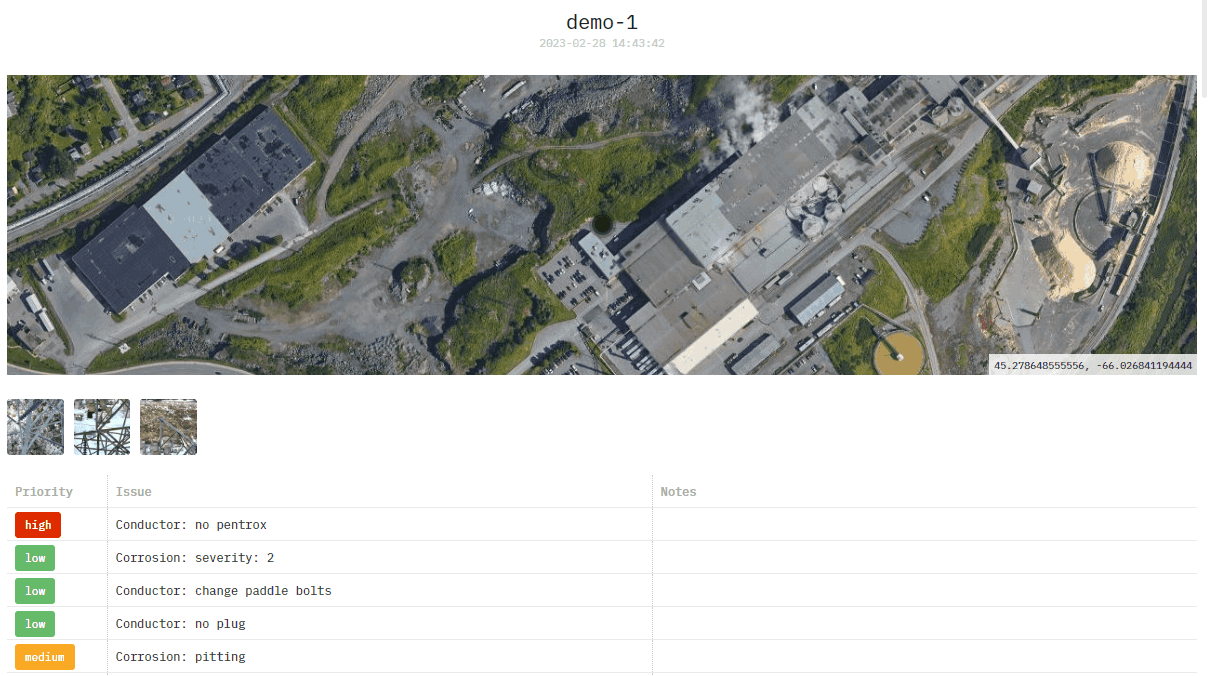 demo-1
2023-02-28 14:43:42
45.278648555556, -66.026841194444
Priority Issue Notes
high Conductor: no pentrox
low Corrosion: severity: 2
low Conductor: change paddle bolts
low Conductor: no plug
medium Corrosion: pitting